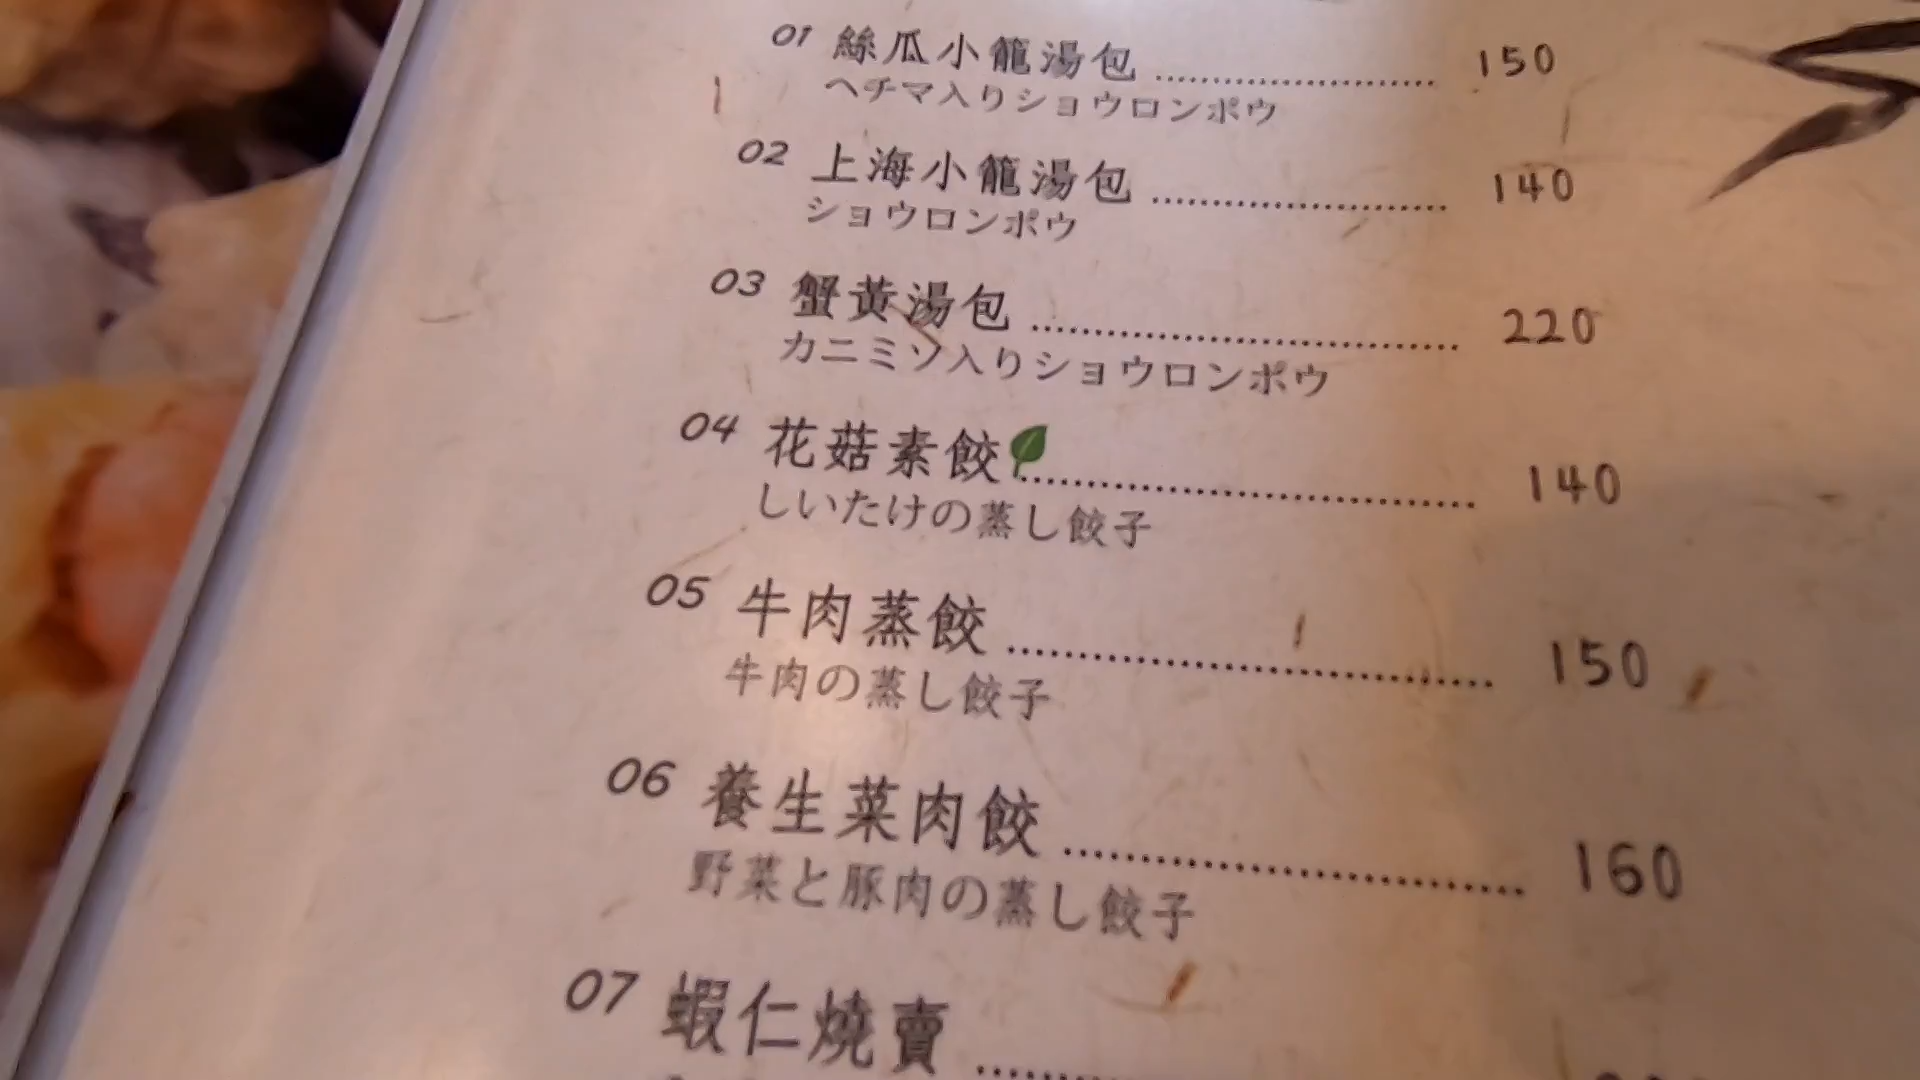 01 絲瓜小籠湯包 150
ヘチマ入りショウロンポウ
02 上海小籠湯包 140
ショウロンポウ
03 蟹黃湯包 220
カニミソ入りショウロンポウ
04 花菇素餃 140
しいたけの蒸し餃子
05 牛肉蒸餃 150
牛肉の蒸し餃子
06 養生菜肉餃 160
野菜と豚肉の蒸し餃子
07 蝦仁燒賣